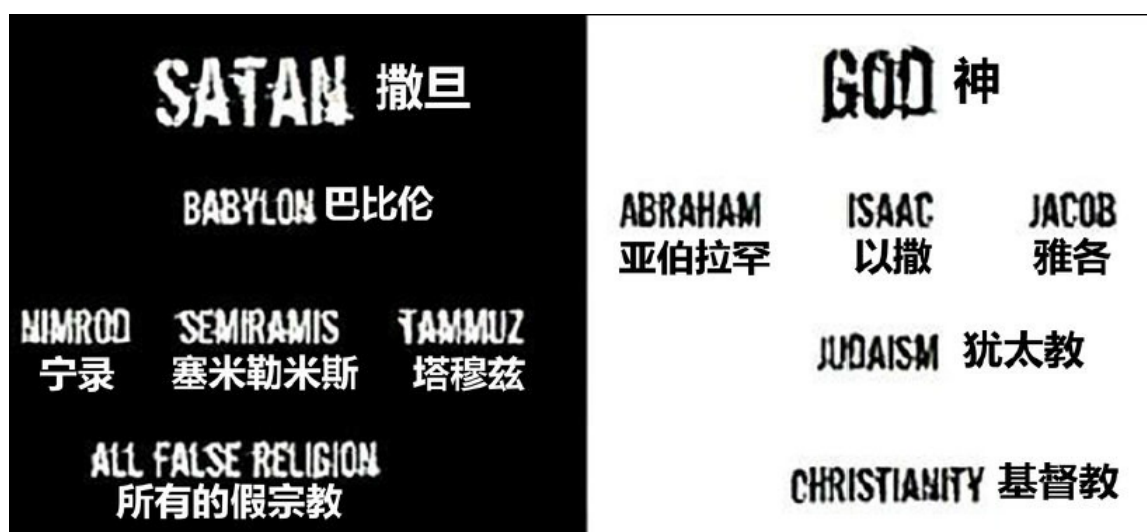 SATAN 撒旦
BABYLON 巴比伦
NIMROD SEMIRAMIS TAMMUZ
宁录 塞米勒米斯 塔穆兹
ALL FALSE RELIGION
所有的假宗教
GOD 神
ABRAHAM ISAAC JACOB
亚伯拉罕 以撒 雅各
JUDAISM 犹太教
CHRISTIANITY 基督教